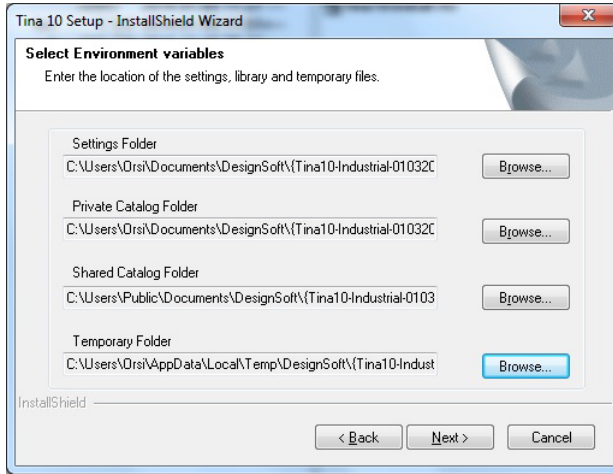 Tina 10 Setup - InstallShield Wizard
Select Environment variables
Enter the location of the settings, library and temporary files.
Settings Folder
C:\Users\Orsi\Documents\DesignSoft\{Tina10-Industrial-01032C
Browse...
Private Catalog Folder
C:\Users\Orsi\Documents\DesignSoft\{Tina10-Industrial-01032C
Browse...
Shared Catalog Folder
C:\Users\Public\Documents\DesignSoft\{Tina10-Industrial-0103
Browse...
Temporary Folder
C:\Users\Orsi\AppData\Local\Temp\DesignSoft\{Tina10-Indust
Browse...
InstallShield
< Back
Next >
Cancel